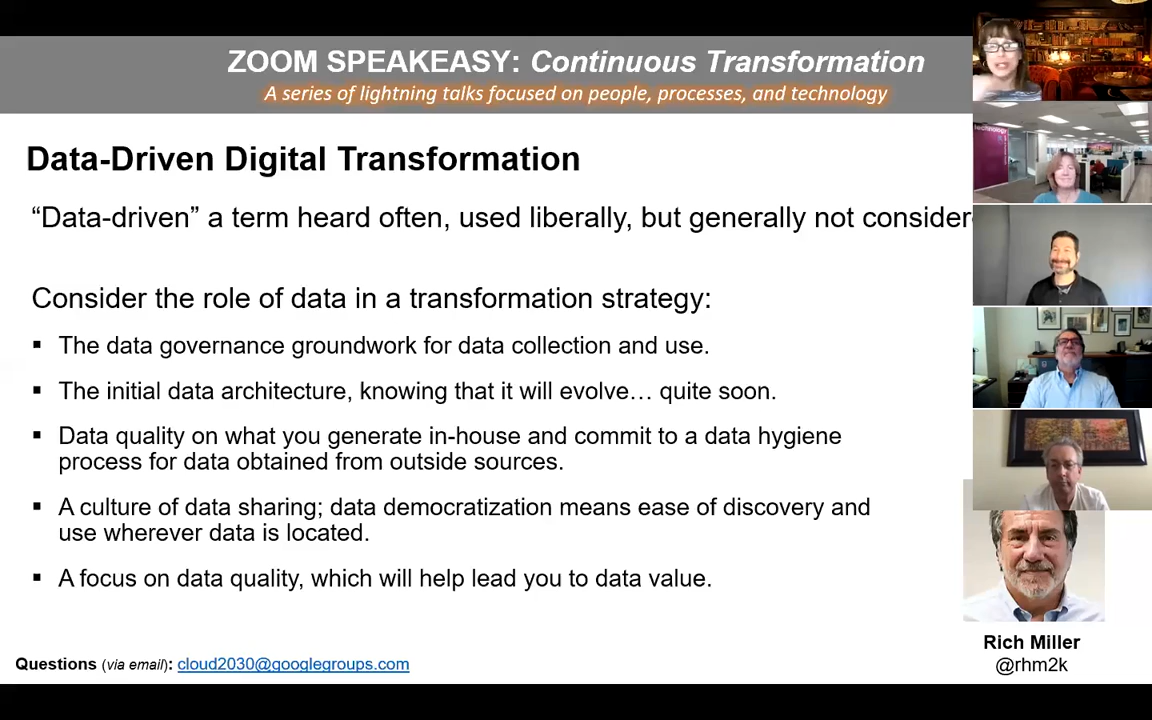 ZOOM SPEAKEASY: Continuous Transformation
A series of lightning talks focused on people, processes, and technology
Data-Driven Digital Transformation
“Data-driven” a term heard often, used liberally, but generally not
Consider the role of data in a transformation strategy:
▪ The data governance groundwork for data collection and use.
▪ The initial data architecture, knowing that it will evolve… quite soon.
▪ Data quality on what you generate in-house and commit to a data hygiene
process for data obtained from outside sources.
▪ A culture of data sharing; data democratization means ease of discovery and
use wherever data is located.
▪ A focus on data quality, which will help lead you to data value.
technology
Rich Miller
@rhm2k
Questions (via email): cloud2030@googlegroups.com